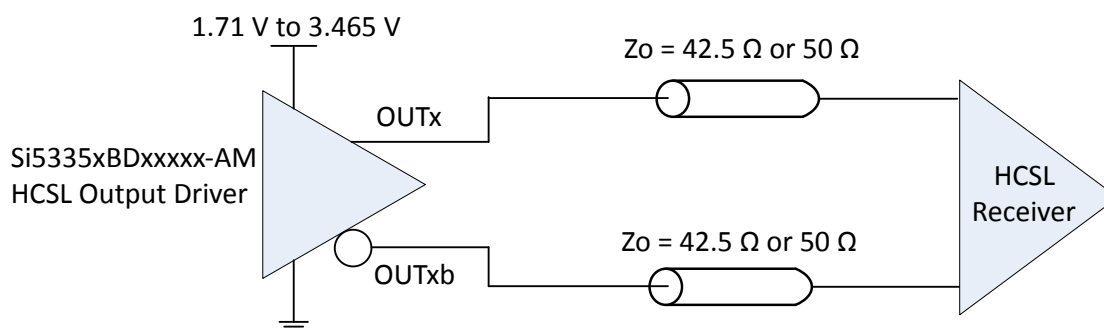 1.71 V to 3.465 V
Zo = 42.5 Ω or 50 Ω
OUTx
Si5335xBDxxxxx-AM
HCSL Output Driver
HCSL
Receiver
Zo = 42.5 Ω or 50 Ω
OUTxb